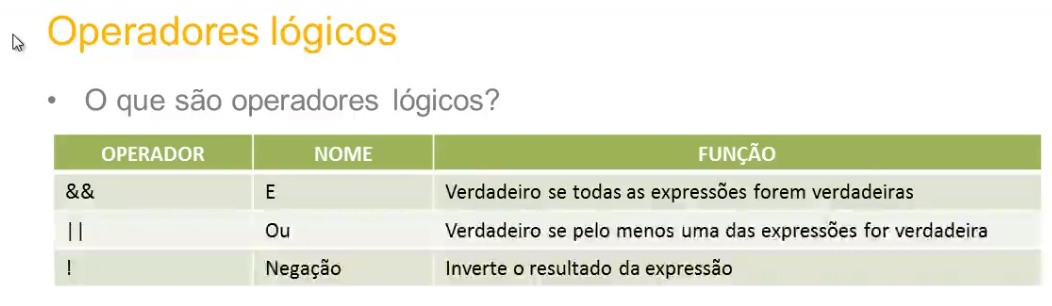 Operadores lógicos
• O que são operadores lógicos?
OPERADOR NOME FUNÇÃO
&& E Verdadeiro se todas as expressões forem verdadeiras
|| Ou Verdadeiro se pelo menos uma das expressões for verdadeira
! Negação Inverte o resultado da expressão